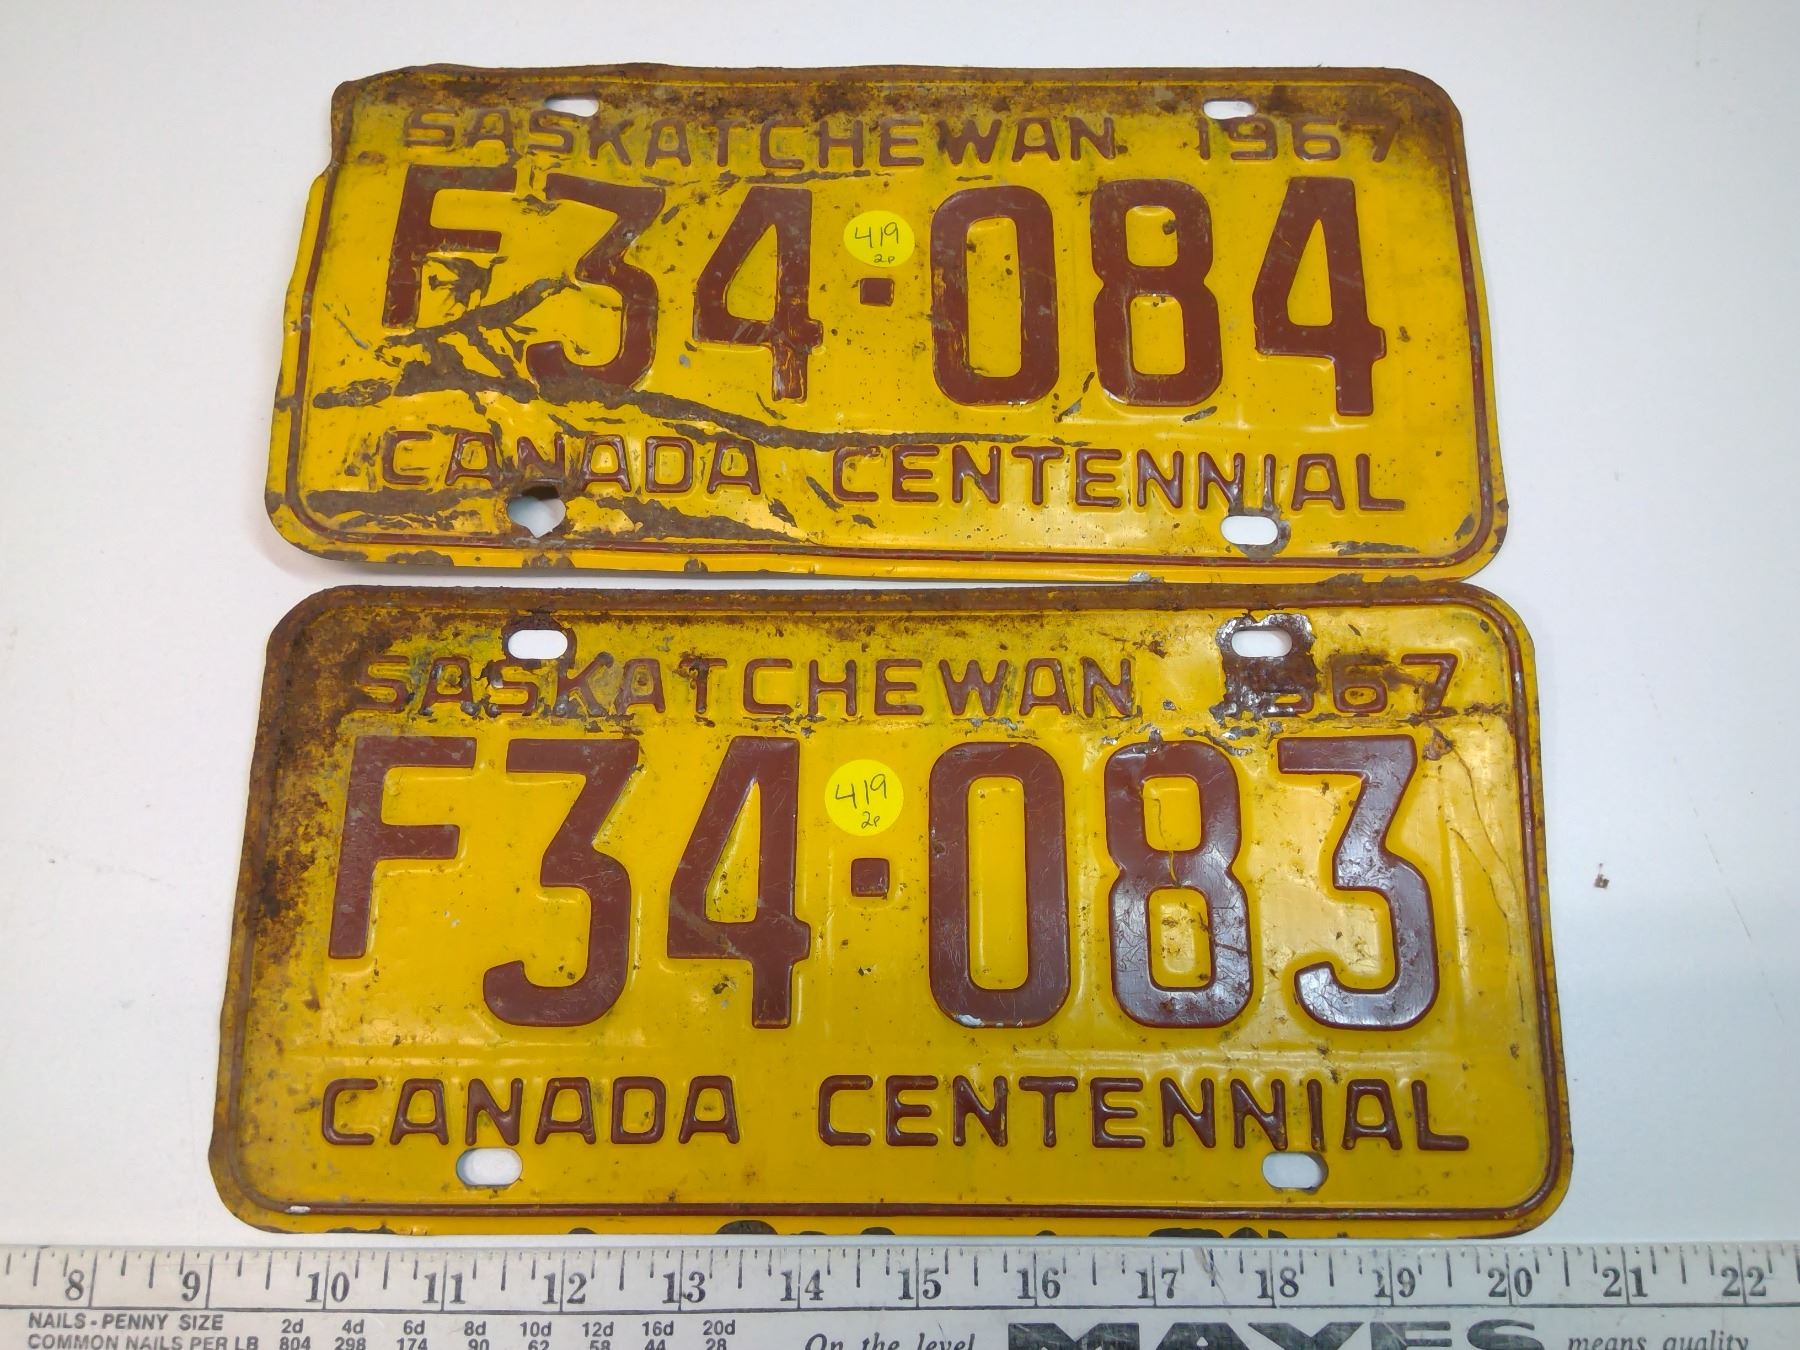 SASKATCHEWAN 1967
F34·084
419
2p
CANADA CENTENNIAL
SASKATCHEWAN 1967
F34·083
419
2p
CANADA CENTENNIAL
8 9 10 11 12 13 14 15 16 17 18 19 20 21 22
NAILS - PENNY SIZE 2d 4d 6d 8d 10d 12d 16d 20d
COMMON NAILS PER LB 804 298 174 90 62 58 44 28
On the level MAYES means quality